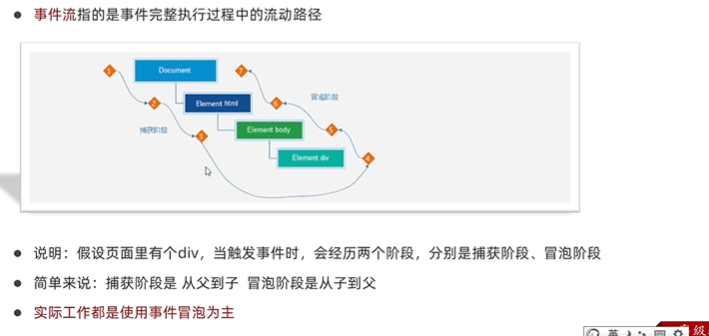 事件流指的是事件完整执行过程中的流动路径
1
Document
7
2
Element html
6
冒泡阶段
捕获阶段
3
Element body
5
Element div
4
说明：假设页面里有个div，当触发事件时，会经历两个阶段，分别是捕获阶段、冒泡阶段
简单来说：捕获阶段是 从父到子 冒泡阶段是从子到父
实际工作都是使用事件冒泡为主
英
级